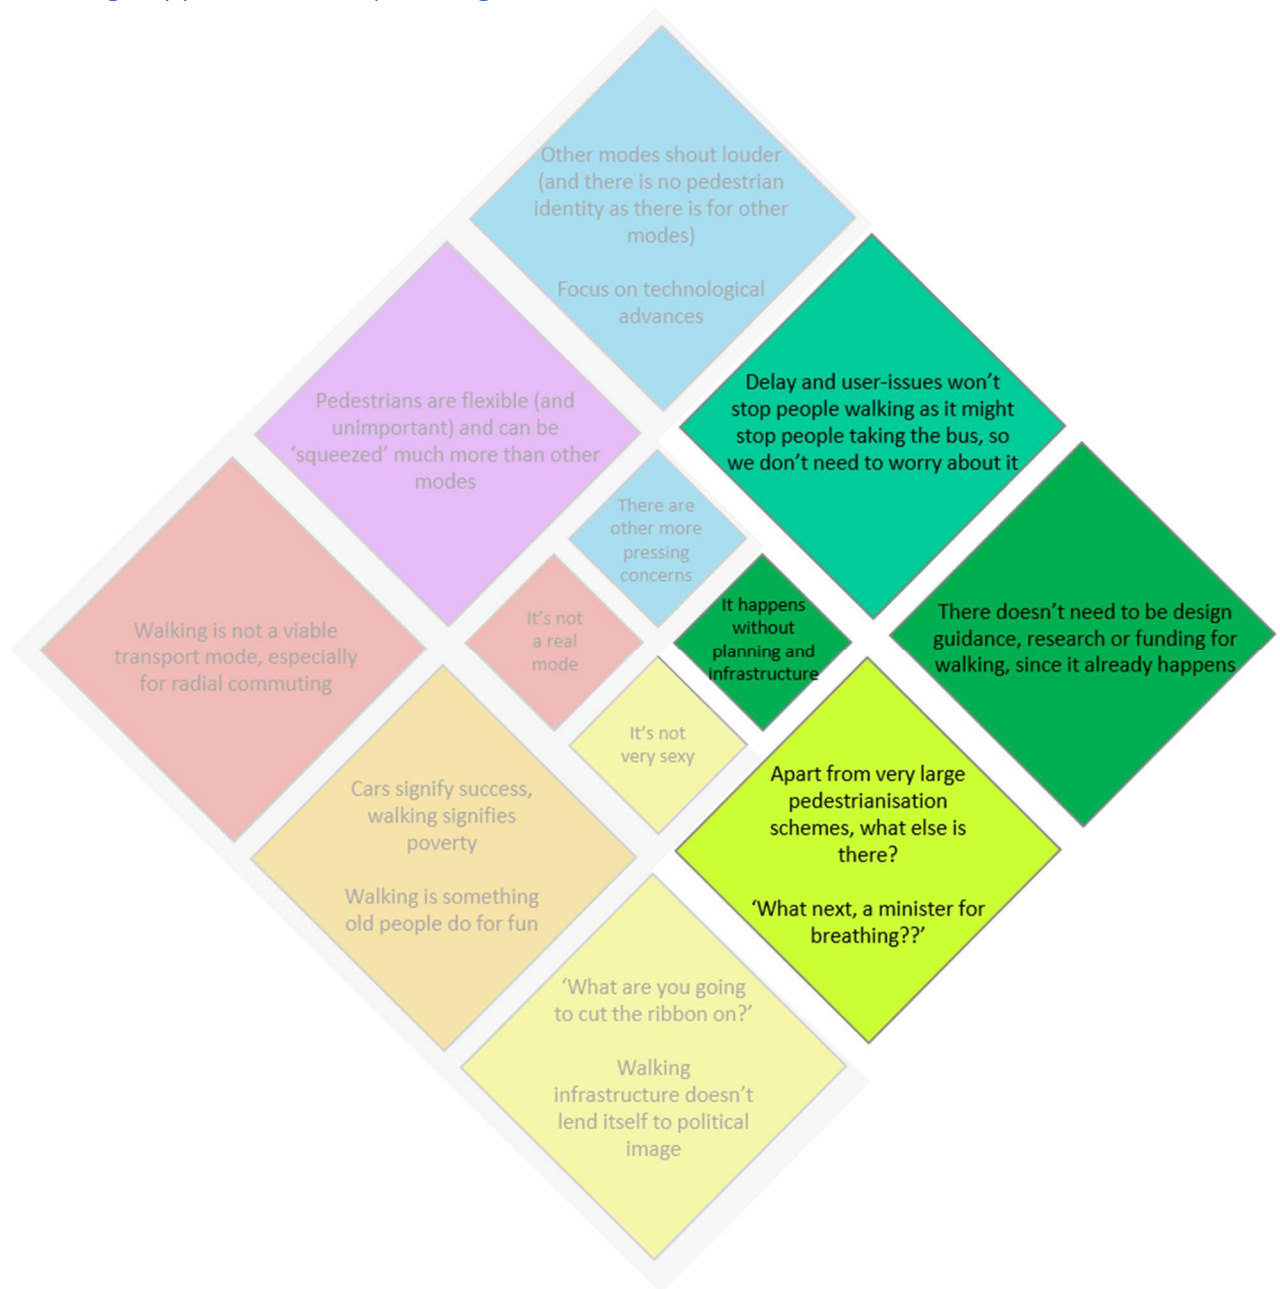 Other modes shout louder
(and there is no pedestrian
identity as there is for other
modes)
Focus on technological
advances
Delay and user-issues won’t
stop people walking as it might
stop people taking the bus, so
we don’t need to worry about it
Pedestrians are flexible (and
unimportant) and can be
‘squeezed’ much more than other
modes
There are
other more
pressing
concerns
It happens
without
planning and
infrastructure
There doesn’t need to be design
guidance, research or funding for
walking, since it already happens
It’s not
a real
mode
Walking is not a viable
transport mode, especially
for radial commuting
It’s not
very sexy
Apart from very large
pedestrianisation
schemes, what else is
there?
‘What next, a minister for
breathing??’
Cars signify success,
walking signifies
poverty
Walking is something
old people do for fun
‘What are you going
to cut the ribbon on?’
Walking
infrastructure doesn’t
lend itself to political
image